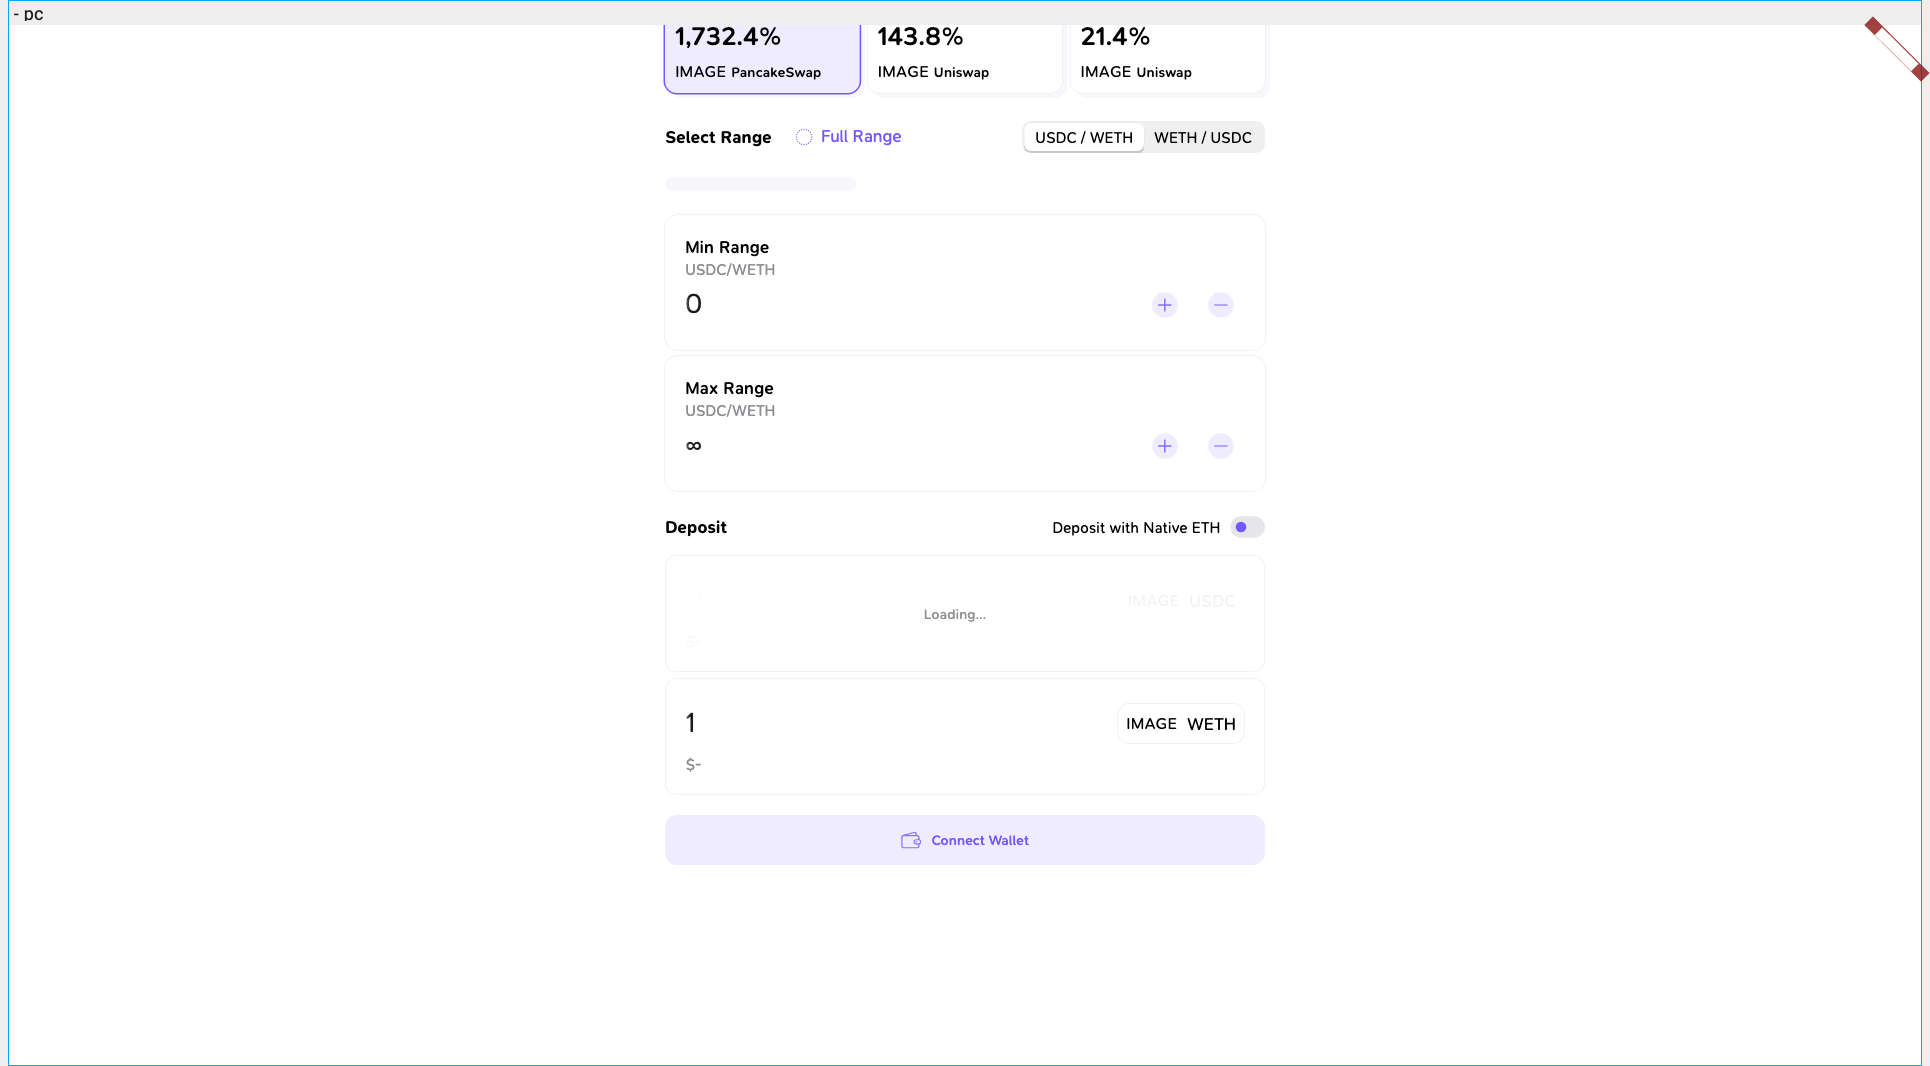 - pc
1,732.4%
IMAGE PancakeSwap
143.8%
IMAGE Uniswap
21.4%
IMAGE Uniswap
Select Range
Full Range
USDC / WETH
WETH / USDC
Min Range
USDC/WETH
0
Max Range
USDC/WETH
∞
Deposit
Deposit with Native ETH
IMAGE USDC
Loading...
$-
1
IMAGE WETH
$-
Connect Wallet